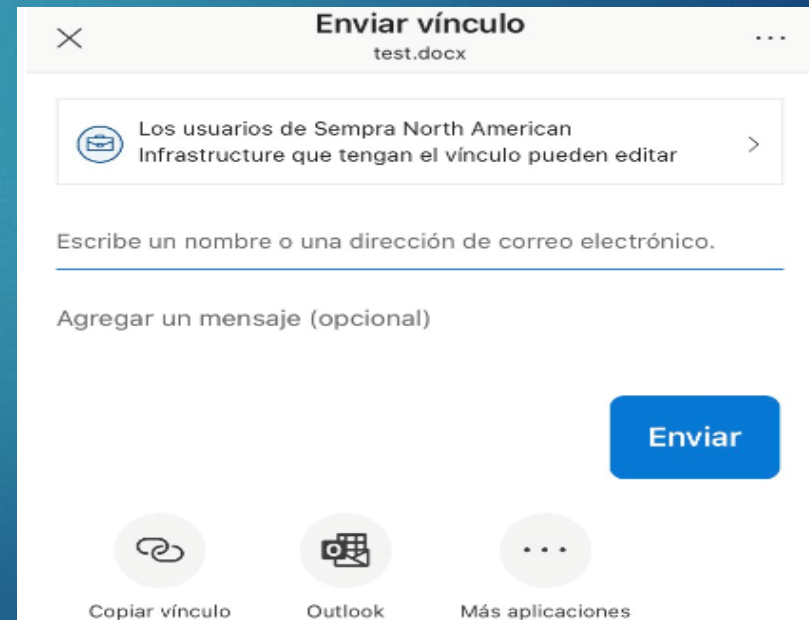 Enviar vínculo
test.docx
Los usuarios de Sempra North American
Infrastructure que tengan el vínculo pueden editar
Escribe un nombre o una dirección de correo electrónico.
Agregar un mensaje (opcional)
Enviar
Copiar vínculo
Outlook
Más aplicaciones